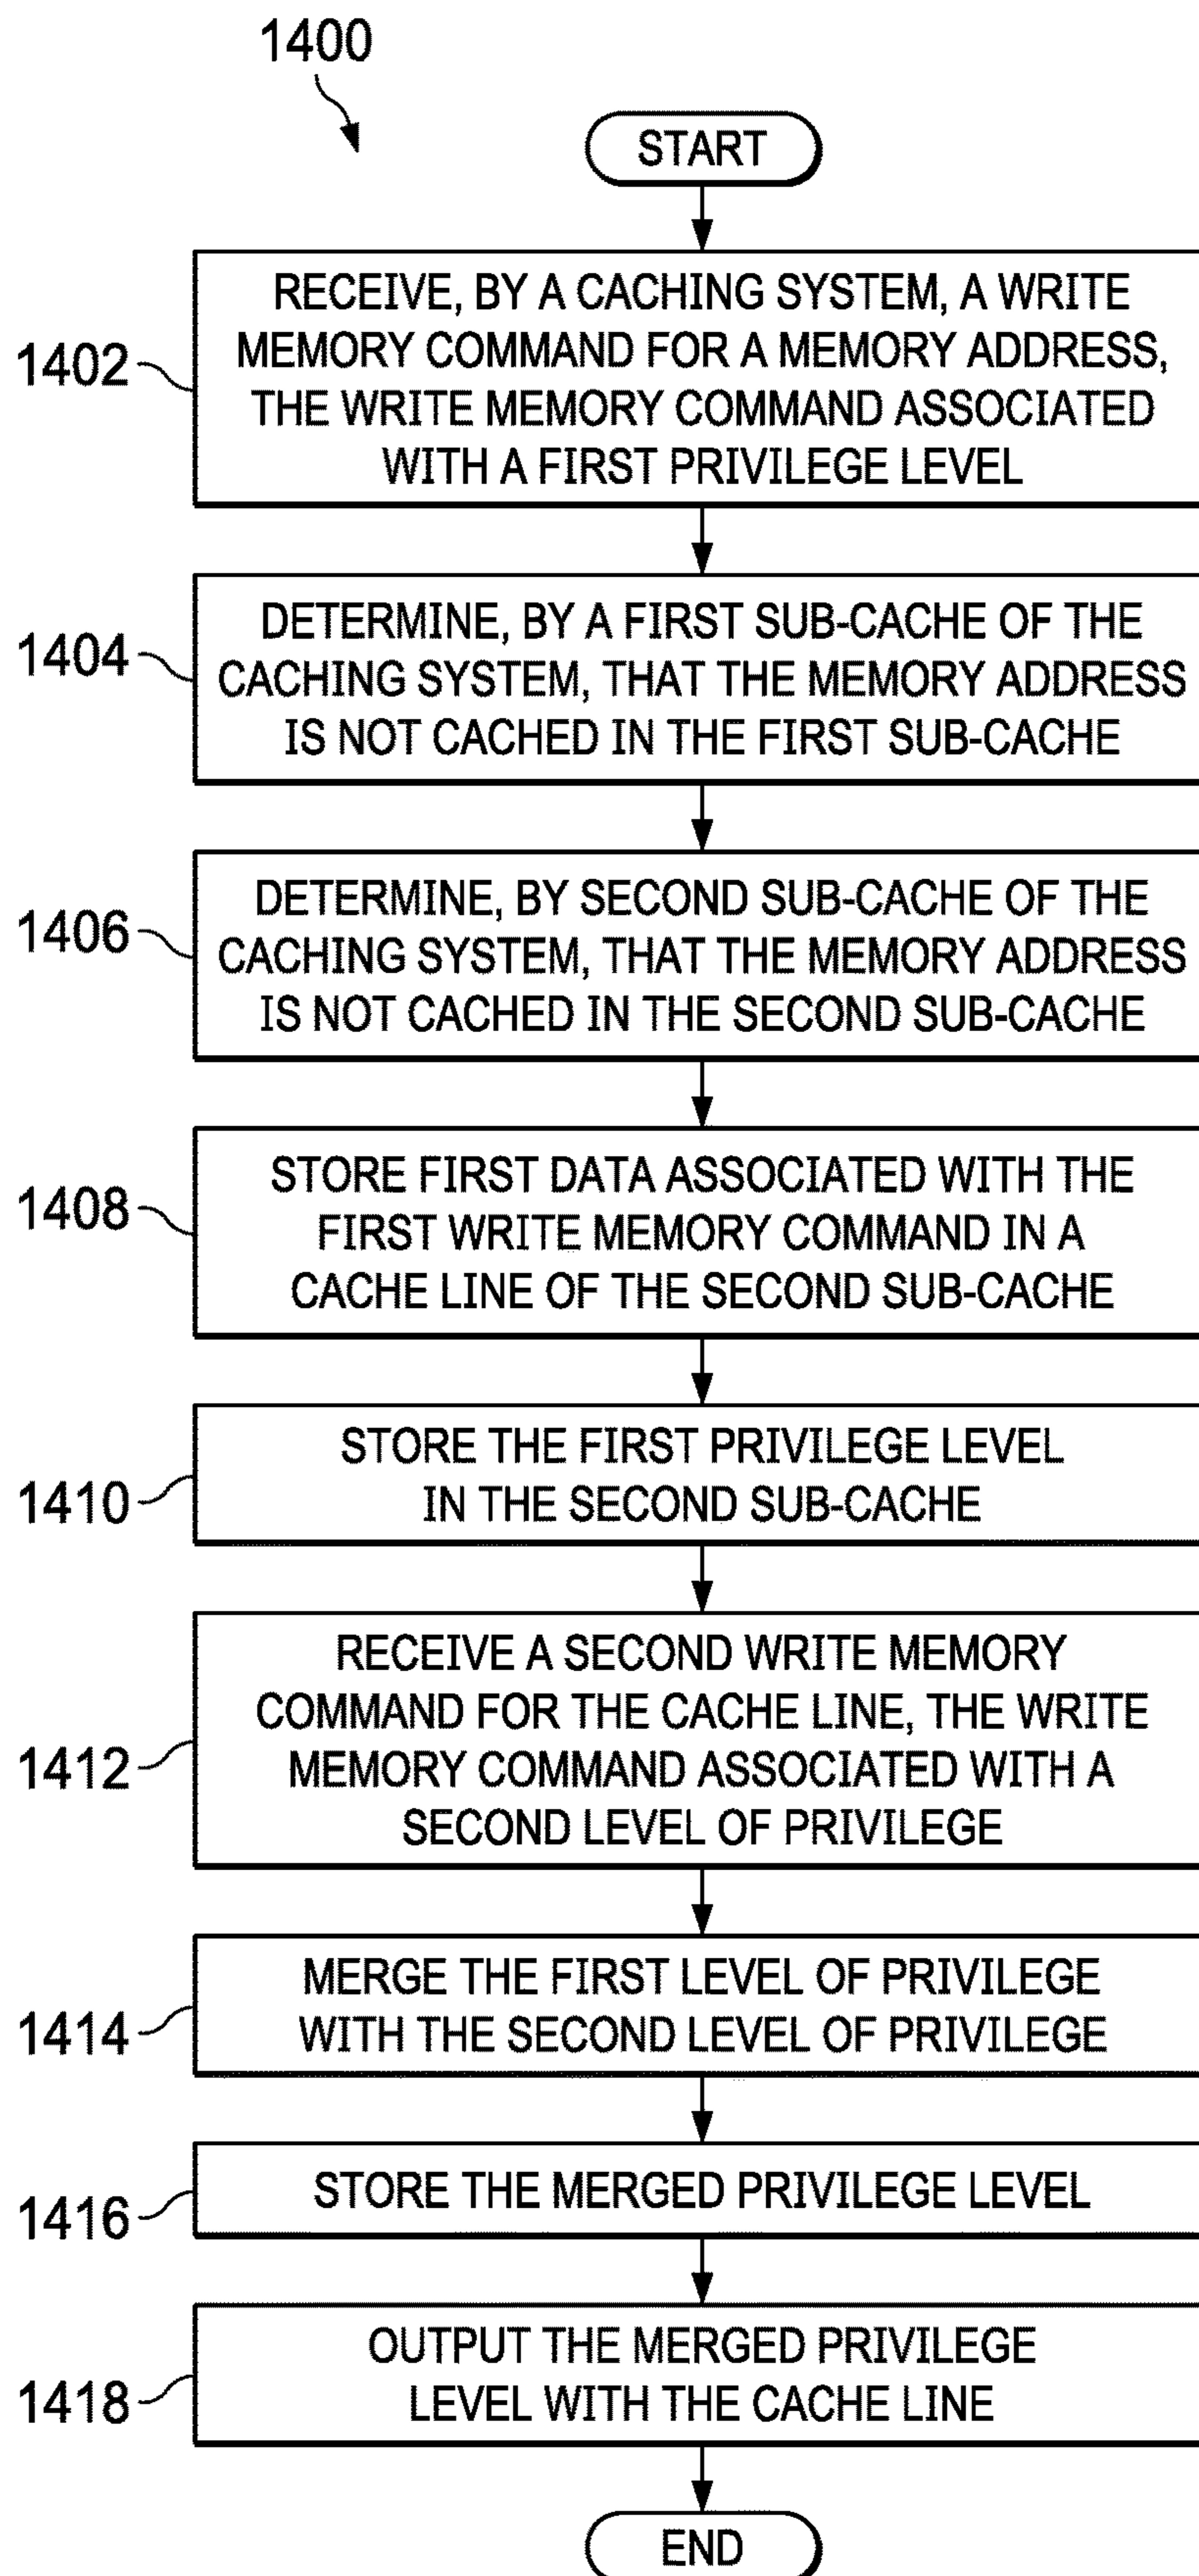 1400
START
1402
RECEIVE, BY A CACHING SYSTEM, A WRITE
MEMORY COMMAND FOR A MEMORY ADDRESS,
THE WRITE MEMORY COMMAND ASSOCIATED
WITH A FIRST PRIVILEGE LEVEL
1404
DETERMINE, BY A FIRST SUB-CACHE OF THE
CACHING SYSTEM, THAT THE MEMORY ADDRESS
IS NOT CACHED IN THE FIRST SUB-CACHE
1406
DETERMINE, BY SECOND SUB-CACHE OF THE
CACHING SYSTEM, THAT THE MEMORY ADDRESS
IS NOT CACHED IN THE SECOND SUB-CACHE
1408
STORE FIRST DATA ASSOCIATED WITH THE
FIRST WRITE MEMORY COMMAND IN A
CACHE LINE OF THE SECOND SUB-CACHE
1410
STORE THE FIRST PRIVILEGE LEVEL
IN THE SECOND SUB-CACHE
1412
RECEIVE A SECOND WRITE MEMORY
COMMAND FOR THE CACHE LINE, THE WRITE
MEMORY COMMAND ASSOCIATED WITH A
SECOND LEVEL OF PRIVILEGE
1414
MERGE THE FIRST LEVEL OF PRIVILEGE
WITH THE SECOND LEVEL OF PRIVILEGE
1416
STORE THE MERGED PRIVILEGE LEVEL
1418
OUTPUT THE MERGED PRIVILEGE
LEVEL WITH THE CACHE LINE
END